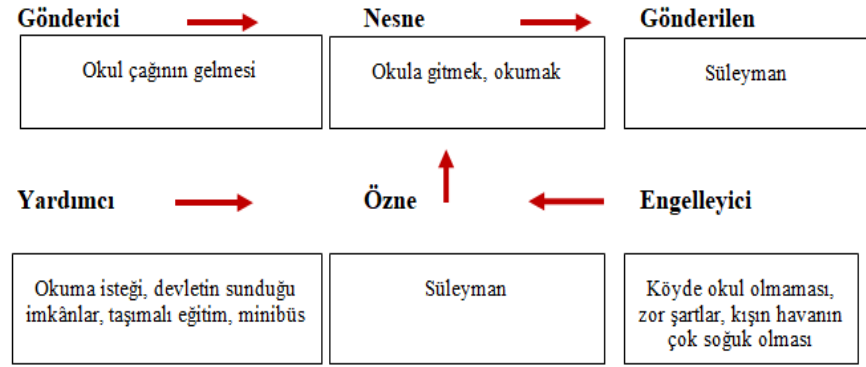 Gönderici Nesne Gönderilen
Okul çağının gelmesi
Okula gitmek, okumak
Süleyman
Yardımcı Özne Engelleyici
Okuma isteği, devletin sunduğu
imkânlar, taşımalı eğitim, minibüs
Süleyman
Köyde okul olmaması,
zor şartlar, kışın havanın
çok soğuk olması